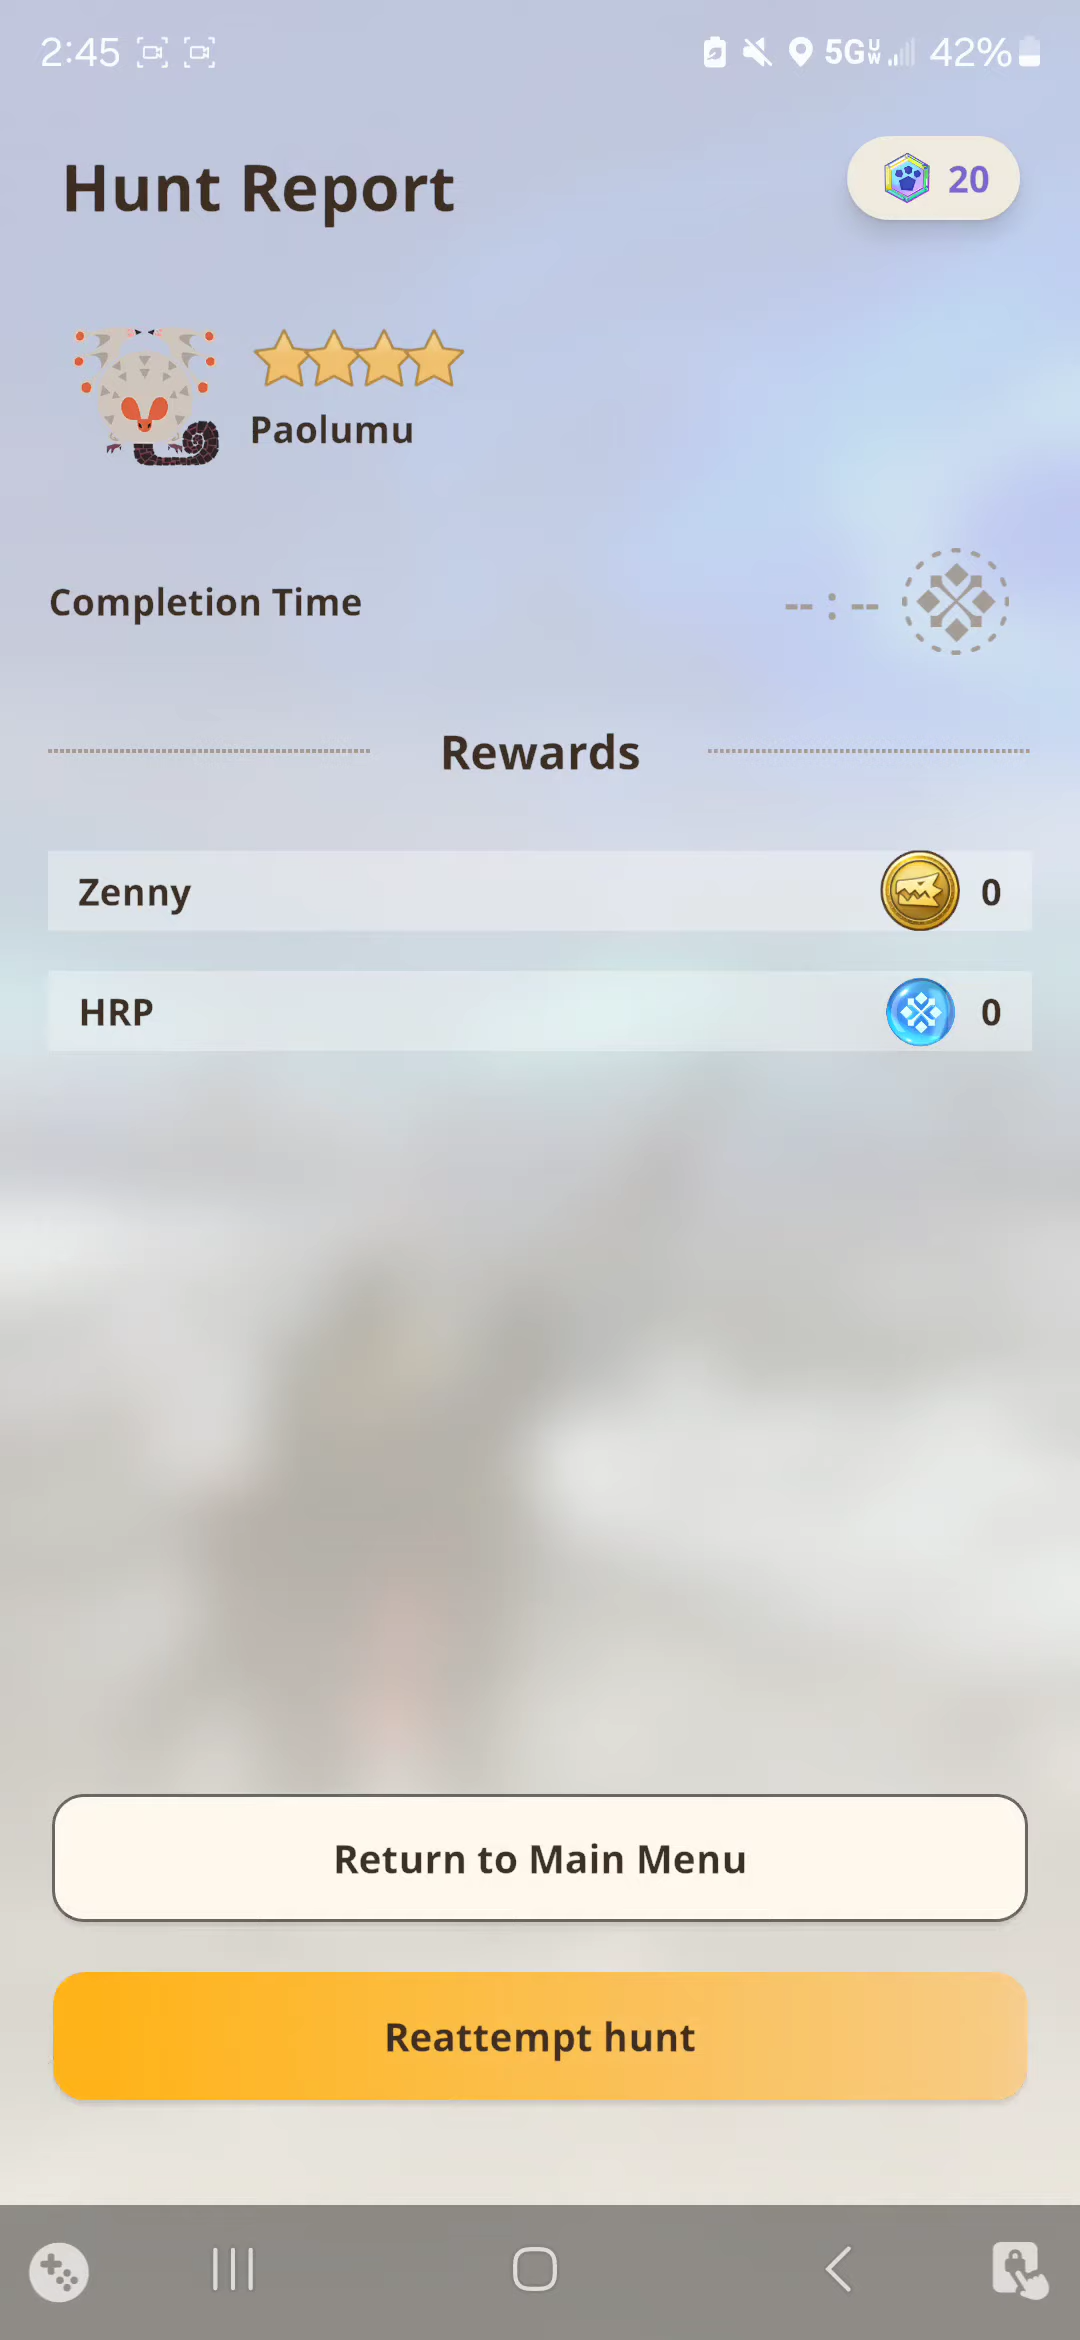 2:45
5G UW 42%
Hunt Report
20
Paolumu
Completion Time
-- : --
Rewards
Zenny
0
HRP
0
Return to Main Menu
Reattempt hunt